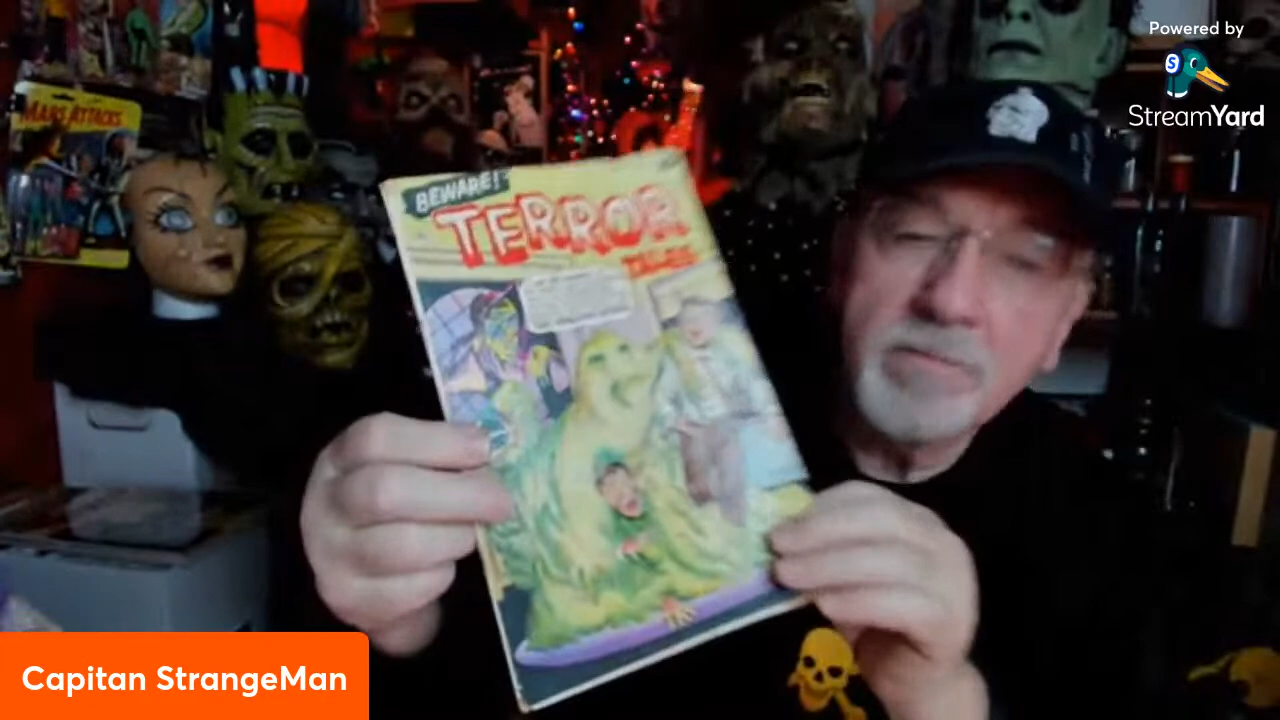 Powered by
StreamYard
MARS ATTACKS
BEWARE!
TERROR
TALES
Capitan StrangeMan